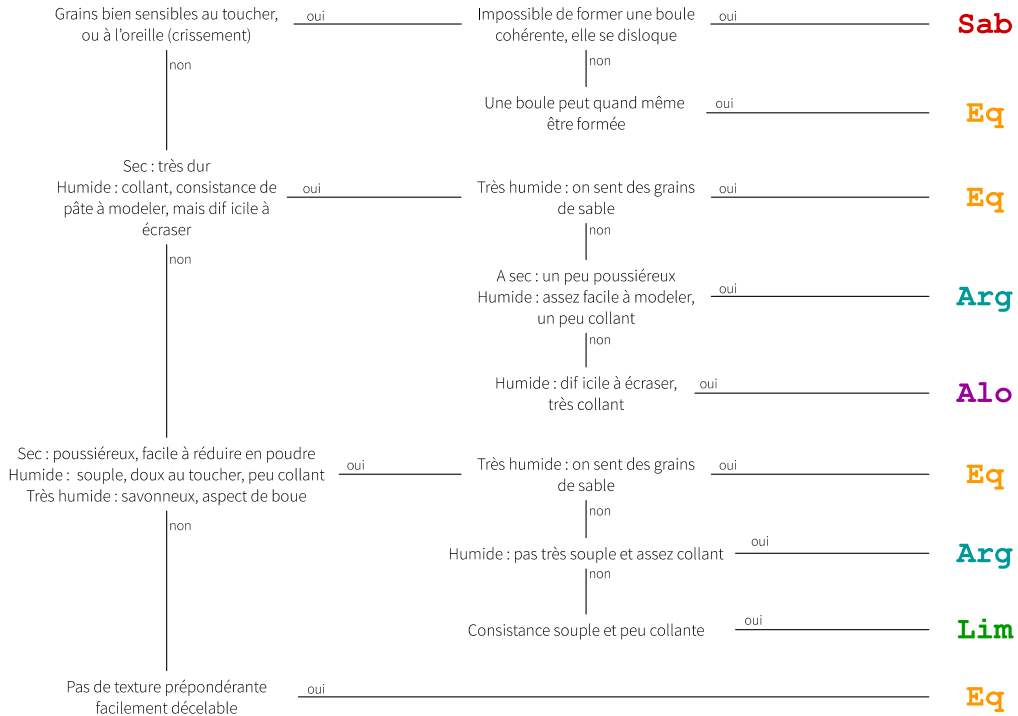 Grains bien sensibles au toucher,
ou à l'oreille (crissement)
oui
Impossible de former une boule
cohérente, elle se disloque
oui
Sab
non
non
Une boule peut quand même
être formée
oui
Eq
Sec : très dur
Humide : collant, consistance de
pâte à modeler, mais dif icile à
écraser
oui
Très humide : on sent des grains
de sable
oui
Eq
non
non
A sec : un peu poussiéreux
Humide : assez facile à modeler,
un peu collant
oui
Arg
non
Humide : dif icile à écraser,
très collant
oui
Alo
Sec : poussiéreux, facile à réduire en poudre
Humide :  souple, doux au toucher, peu collant
Très humide : savonneux, aspect de boue
oui
Très humide : on sent des grains
de sable
oui
Eq
non
non
Humide : pas très souple et assez collant
oui
Arg
non
Consistance souple et peu collante
oui
Lim
Pas de texture prépondérante
facilement décelable
oui
Eq